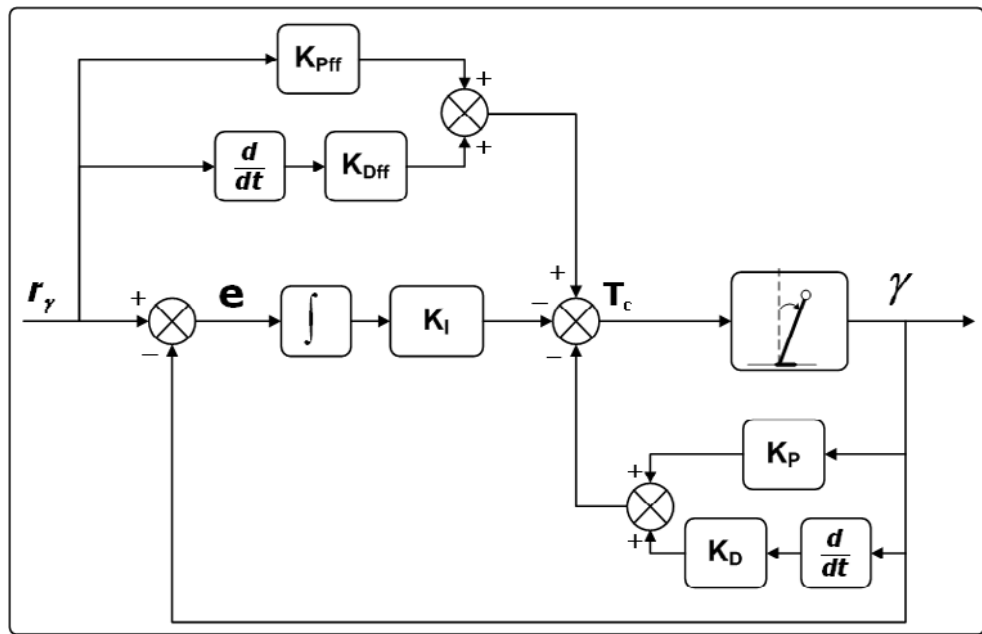 K_Pff
+
d/dt
K_Dff
+
r_γ
+
e
∫
K_I
+
−
T_c
γ
−
−
K_P
+
+
K_D
d/dt